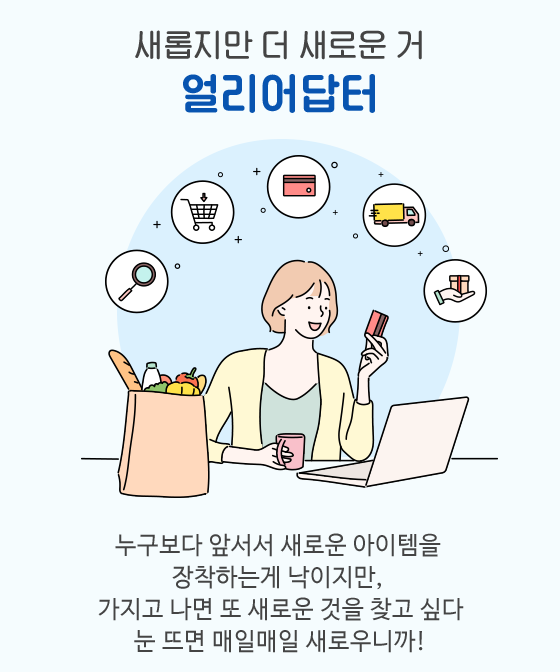 새롭지만 더 새로운 거
얼리어답터
누구보다 앞서서 새로운 아이템을
장착하는게 낙이지만,
가지고 나면 또 새로운 것을 찾고 싶다
눈 뜨면 매일매일 새로우니까!